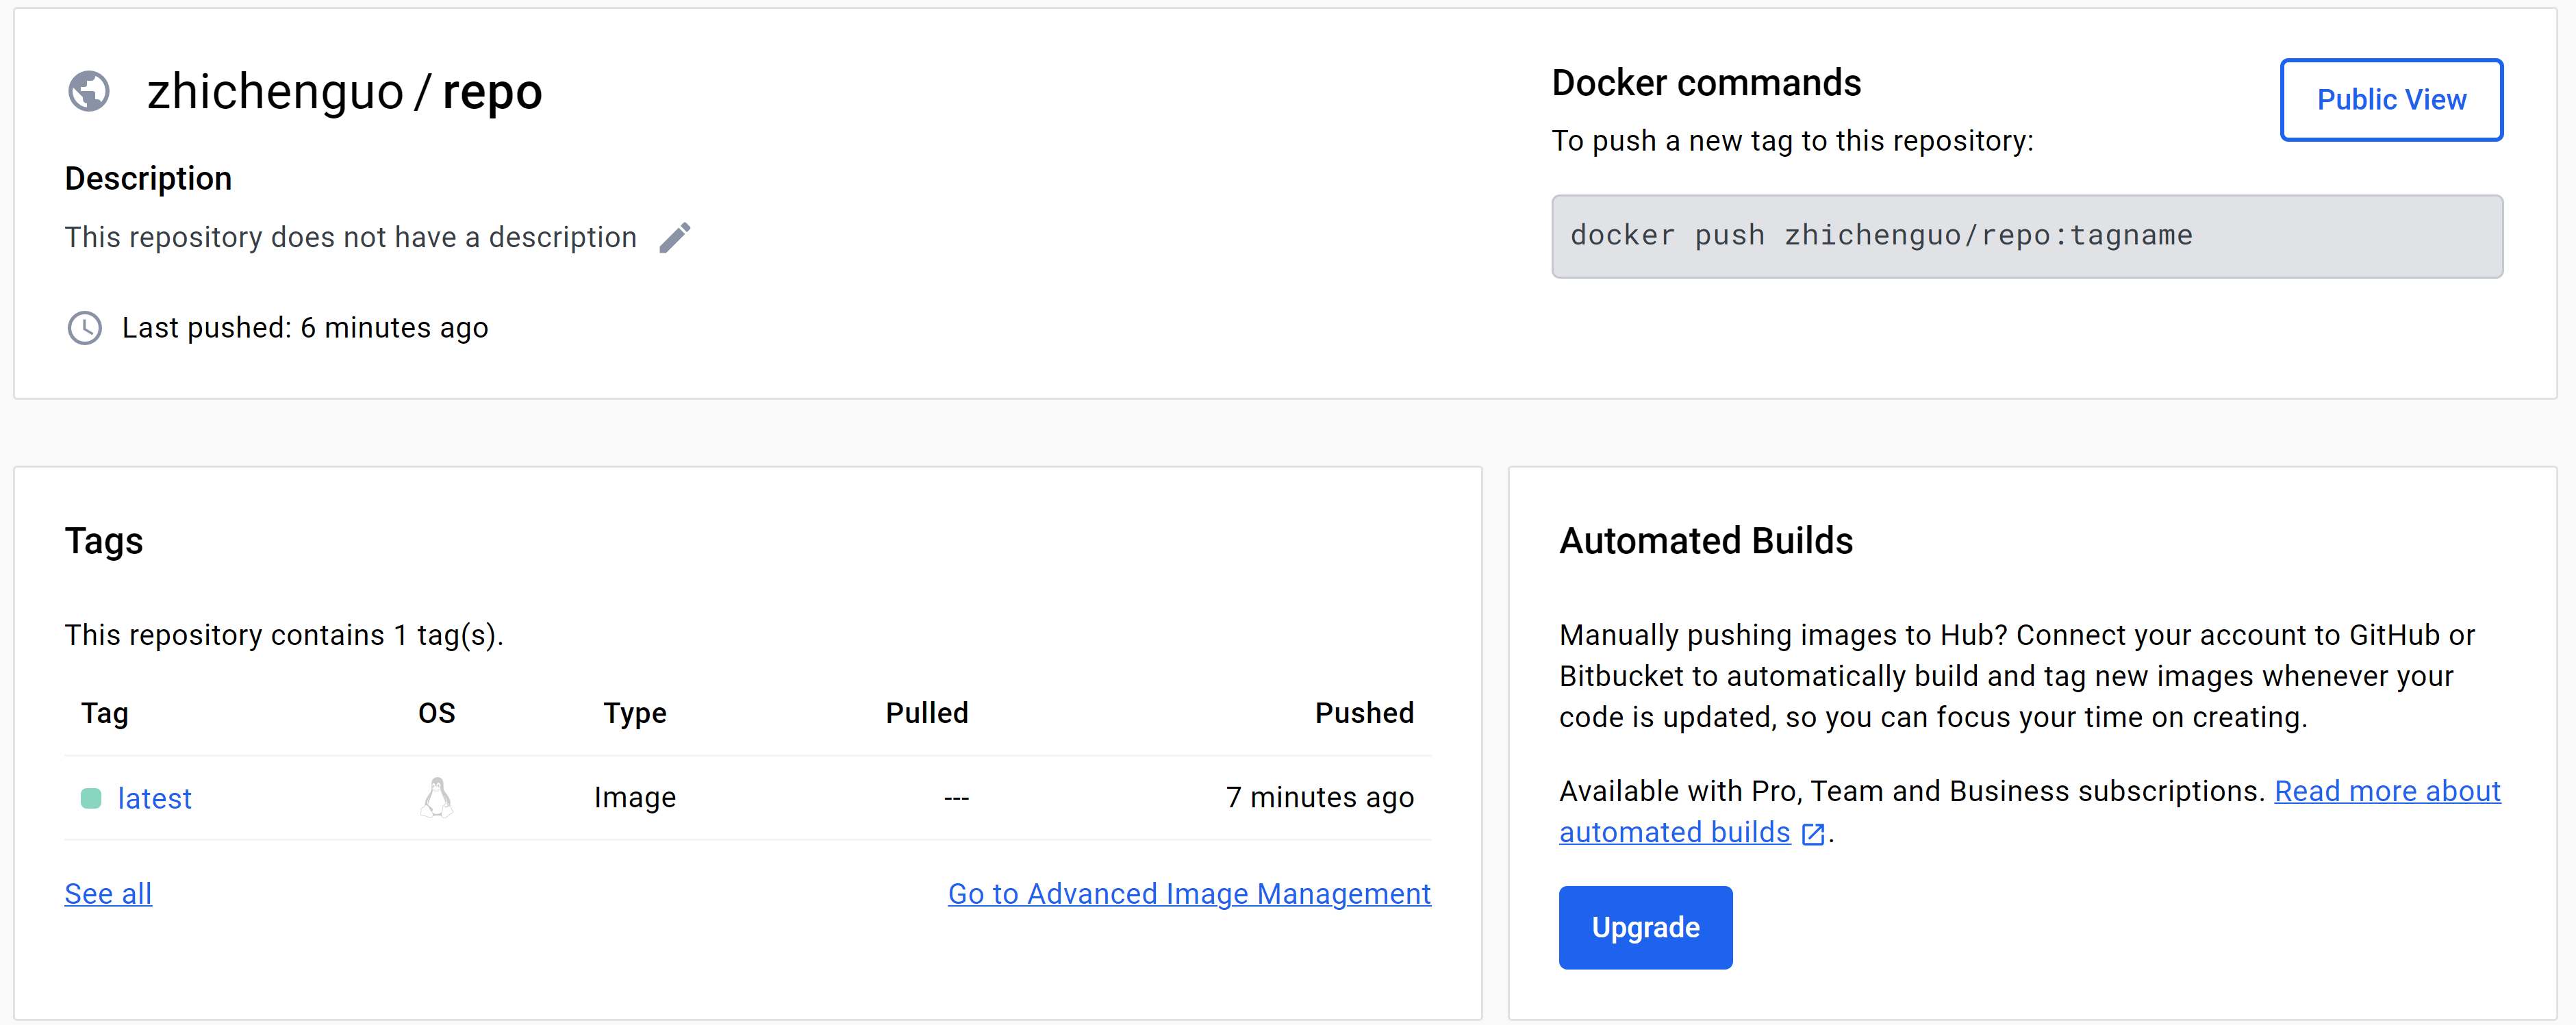 zhichenguo / repo
Description
This repository does not have a description
Last pushed: 6 minutes ago
Docker commands
To push a new tag to this repository:
Public View
docker push zhichenguo/repo:tagname
Tags
This repository contains 1 tag(s).
Tag OS Type Pulled Pushed
latest Image --- 7 minutes ago
See all Go to Advanced Image Management
Automated Builds
Manually pushing images to Hub? Connect your account to GitHub or
Bitbucket to automatically build and tag new images whenever your
code is updated, so you can focus your time on creating.
Available with Pro, Team and Business subscriptions. Read more about
automated builds .
Upgrade